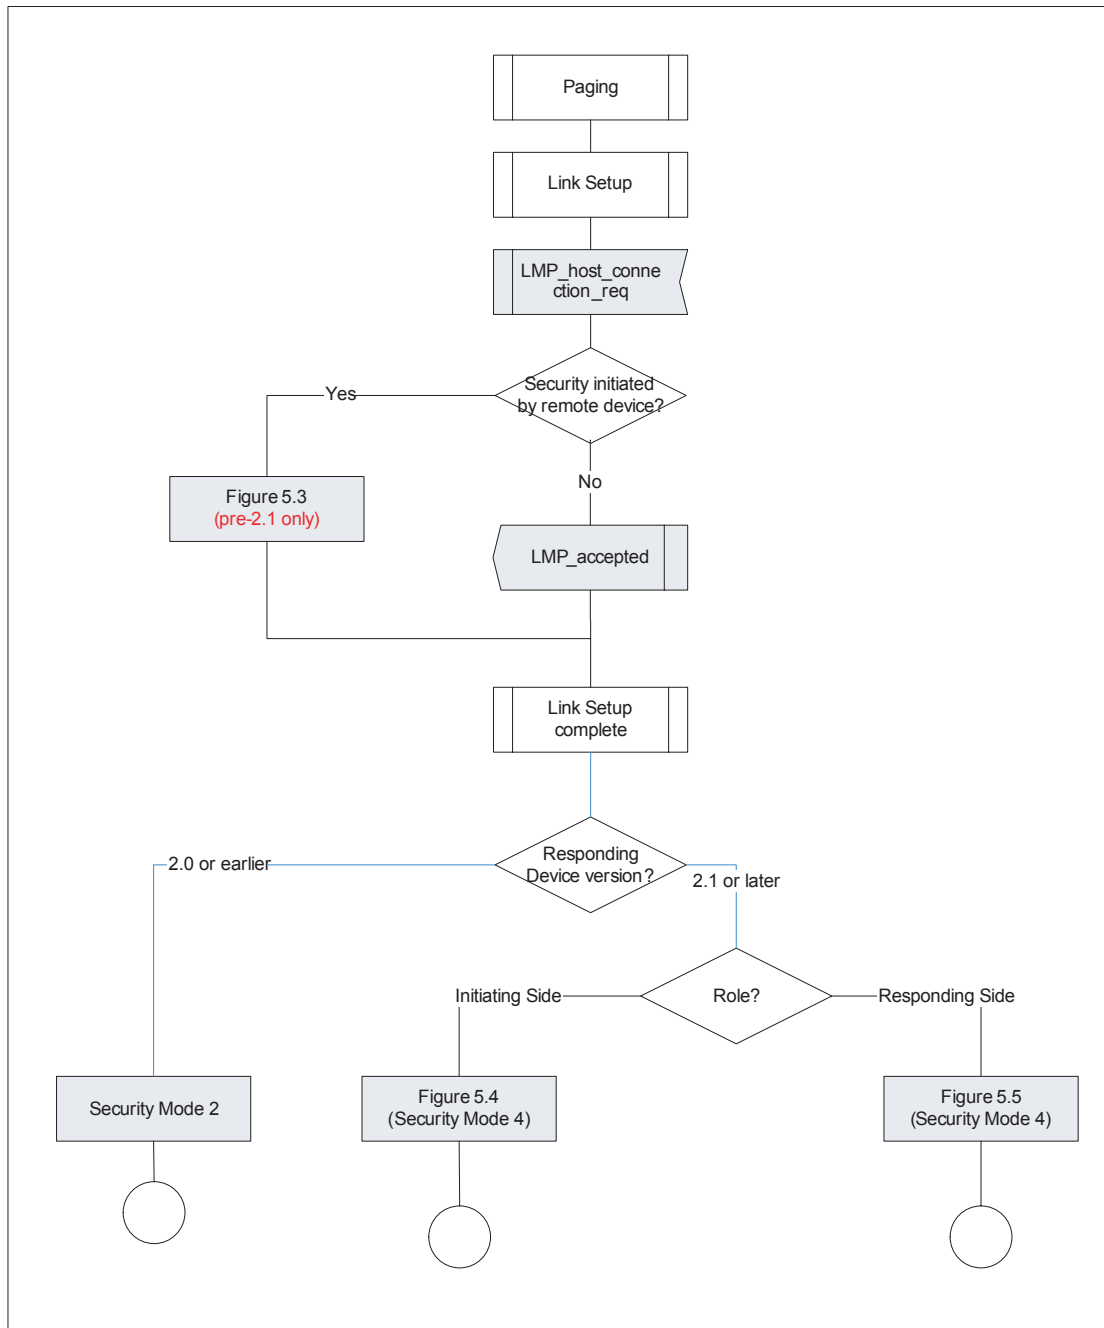 Paging
Link Setup
LMP_host_conne
ction_req
Security initiated
by remote device?
Yes
No
Figure 5.3
(pre-2.1 only)
LMP_accepted
Link Setup
complete
Responding
Device version?
2.0 or earlier
2.1 or later
Role?
Initiating Side
Responding Side
Security Mode 2
Figure 5.4
(Security Mode 4)
Figure 5.5
(Security Mode 4)